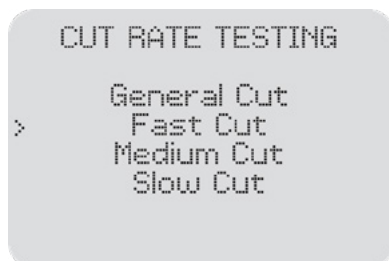 CUT RATE TESTING
General Cut
> Fast Cut
Medium Cut
Slow Cut